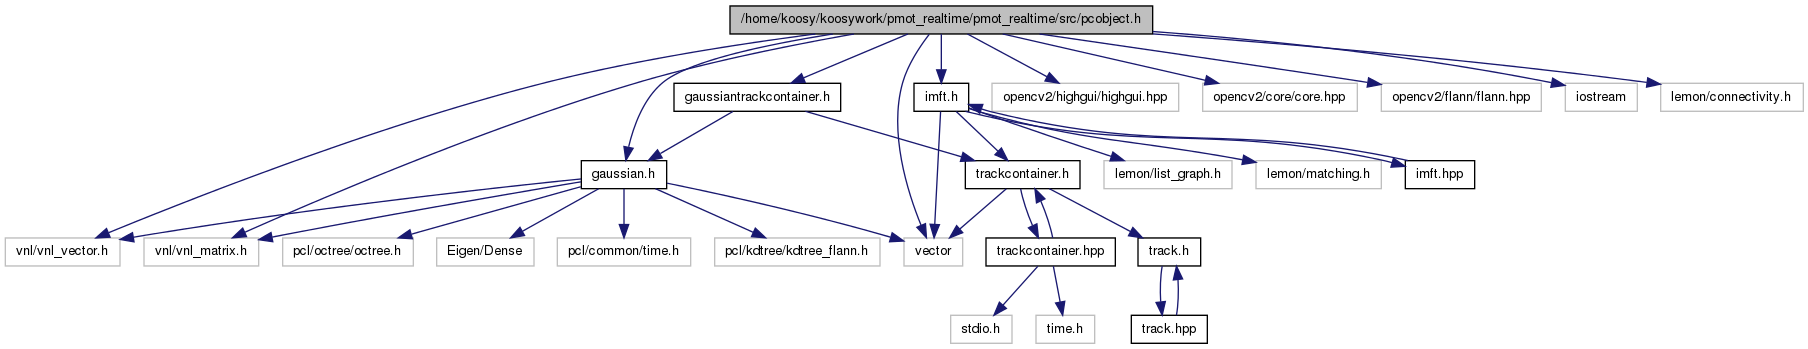 /home/koosy/koosywork/pmot_realtime/pmot_realtime/src/pcobject.h
gaussiantrackcontainer.h
imft.h
opencv2/highgui/highgui.hpp
opencv2/core/core.hpp
opencv2/flann/flann.hpp
iostream
lemon/connectivity.h
gaussian.h
trackcontainer.h
lemon/list_graph.h
lemon/matching.h
imft.hpp
vnl/vnl_vector.h
vnl/vnl_matrix.h
pcl/octree/octree.h
Eigen/Dense
pcl/common/time.h
pcl/kdtree/kdtree_flann.h
vector
trackcontainer.hpp
track.h
stdio.h
time.h
track.hpp